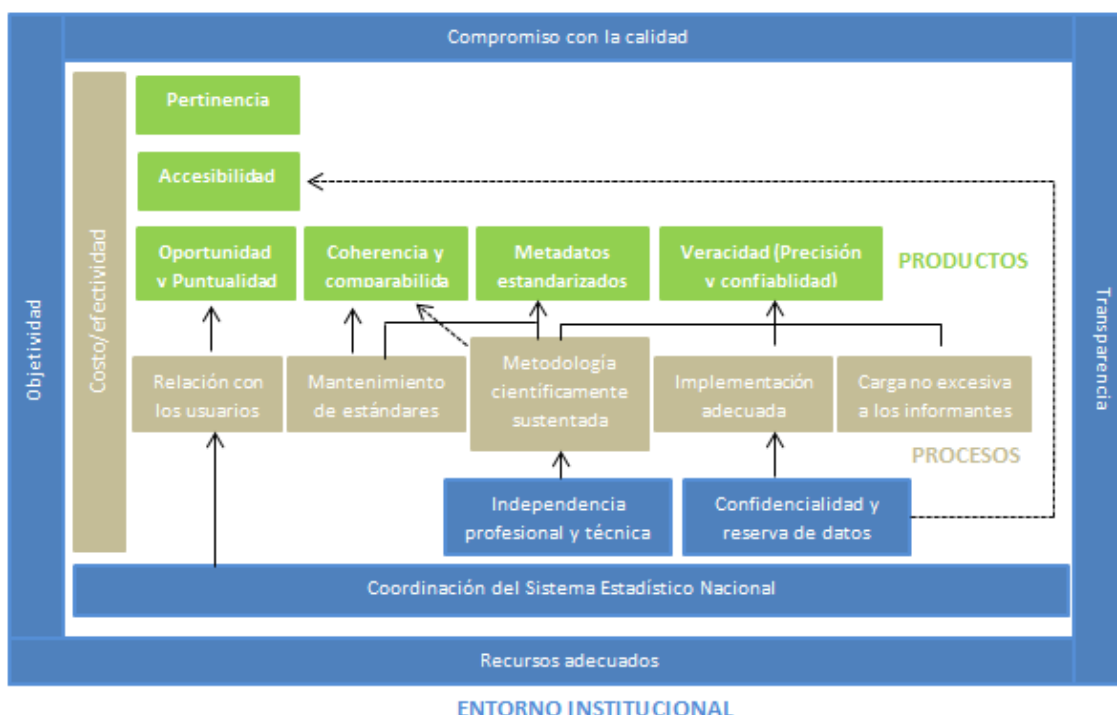 Compromiso con la calidad
Objetividad
Costo/efectividad
Transparencia
Pertinencia
Accesibilidad
Oportunidad
y Puntualidad
Coherencia y
comparabilida
Metadatos
estandarizados
Veracidad (Precisión
y confiablidad)
PRODUCTOS
Relación con
los usuarios
Mantenimiento
de estándares
Metodología
científicamente
sustentada
Implementación
adecuada
Carga no excesiva
a los informantes
PROCESOS
Independencia
profesional y técnica
Confidencialidad y
reserva de datos
Coordinación del Sistema Estadístico Nacional
Recursos adecuados
ENTORNO INSTITUCIONAL